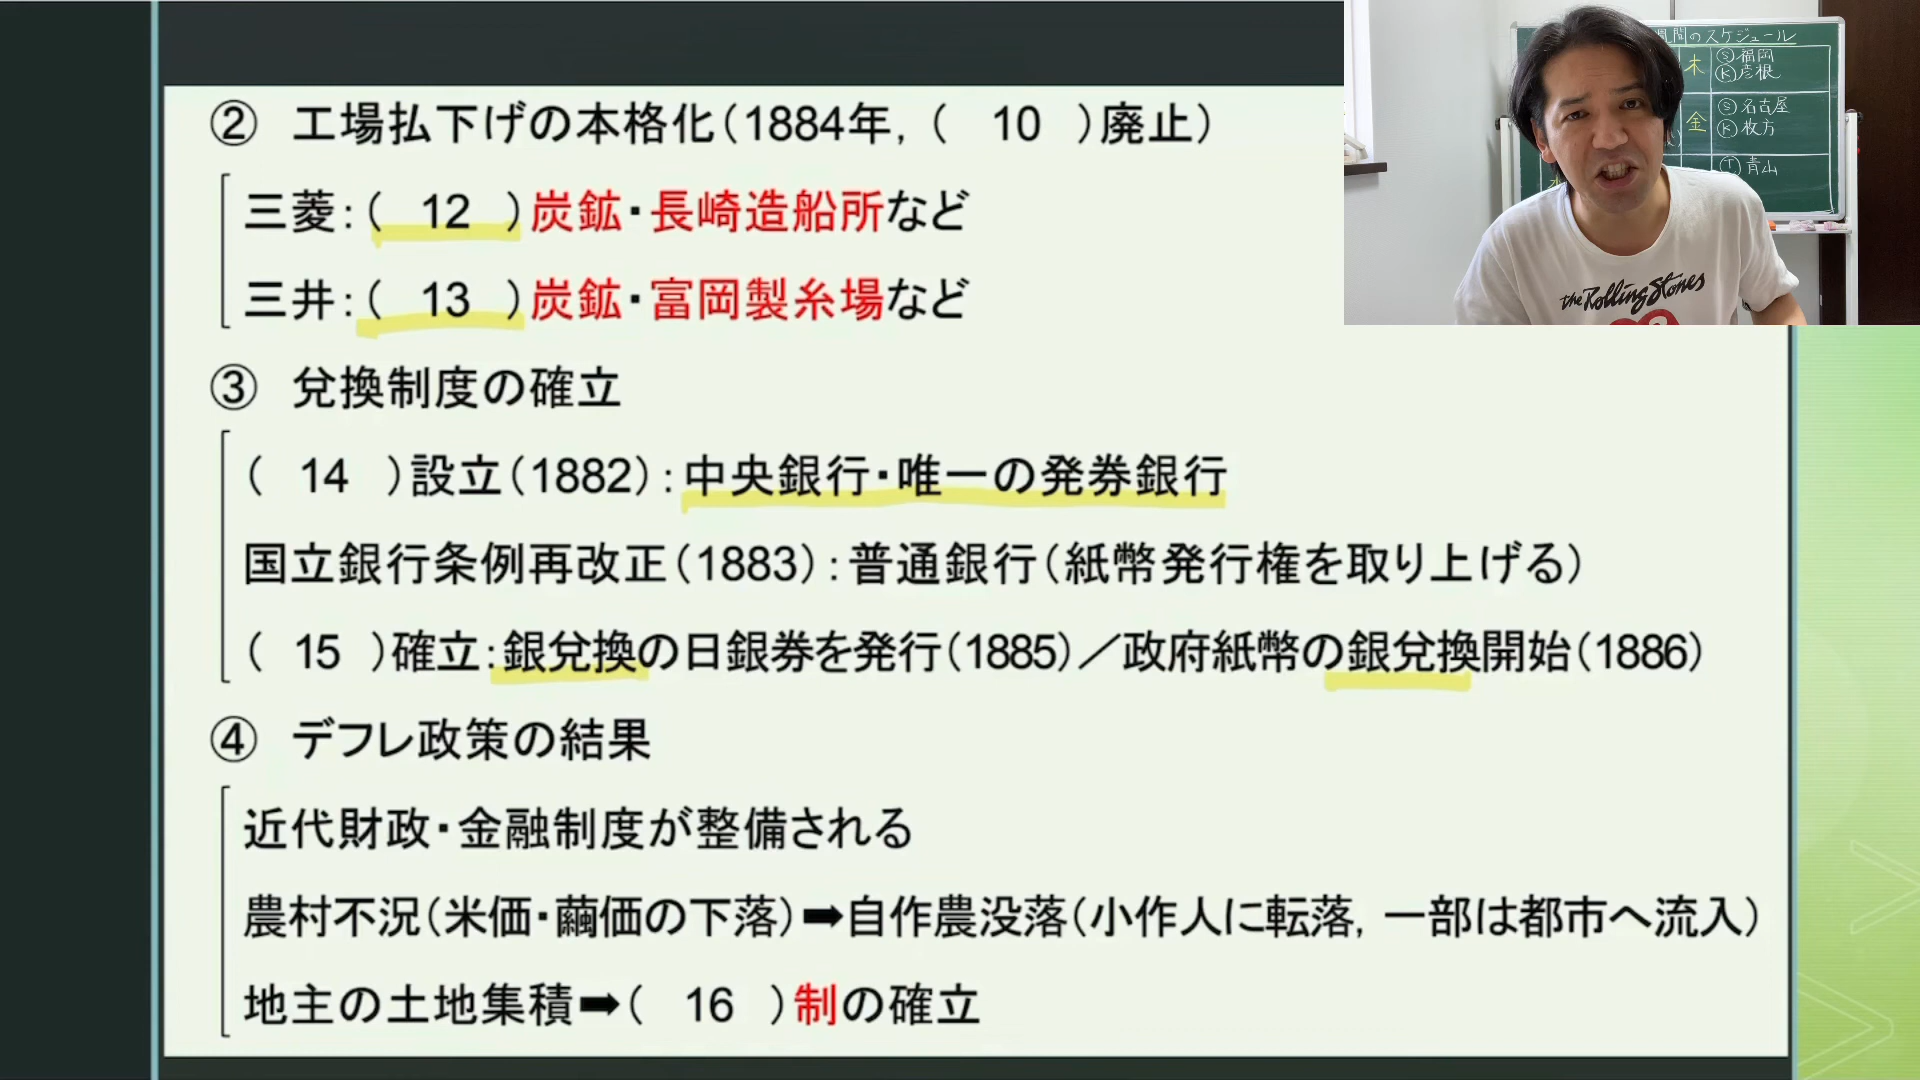 ② 工場払下げの本格化(1884年, ( 10 )廃止)
三菱:( 12 )炭鉱・長崎造船所など
三井:( 13 )炭鉱・富岡製糸場など
③ 兌換制度の確立
( 14 )設立(1882):中央銀行・唯一の発券銀行
国立銀行条例再改正(1883):普通銀行(紙幣発行権を取り上げる)
( 15 )確立:銀兌換の日銀券を発行(1885)/政府紙幣の銀兌換開始(1886)
④ デフレ政策の結果
近代財政・金融制度が整備される
農村不況(米価・繭価の下落)➡自作農没落(小作人に転落, 一部は都市へ流入)
地主の土地集積➡( 16 )制の確立
間のスケジュール
木 Ⓢ福岡
Ⓚ彦根
金 Ⓢ名古屋
Ⓚ枚方
Ⓣ青山
the Rolling Stones